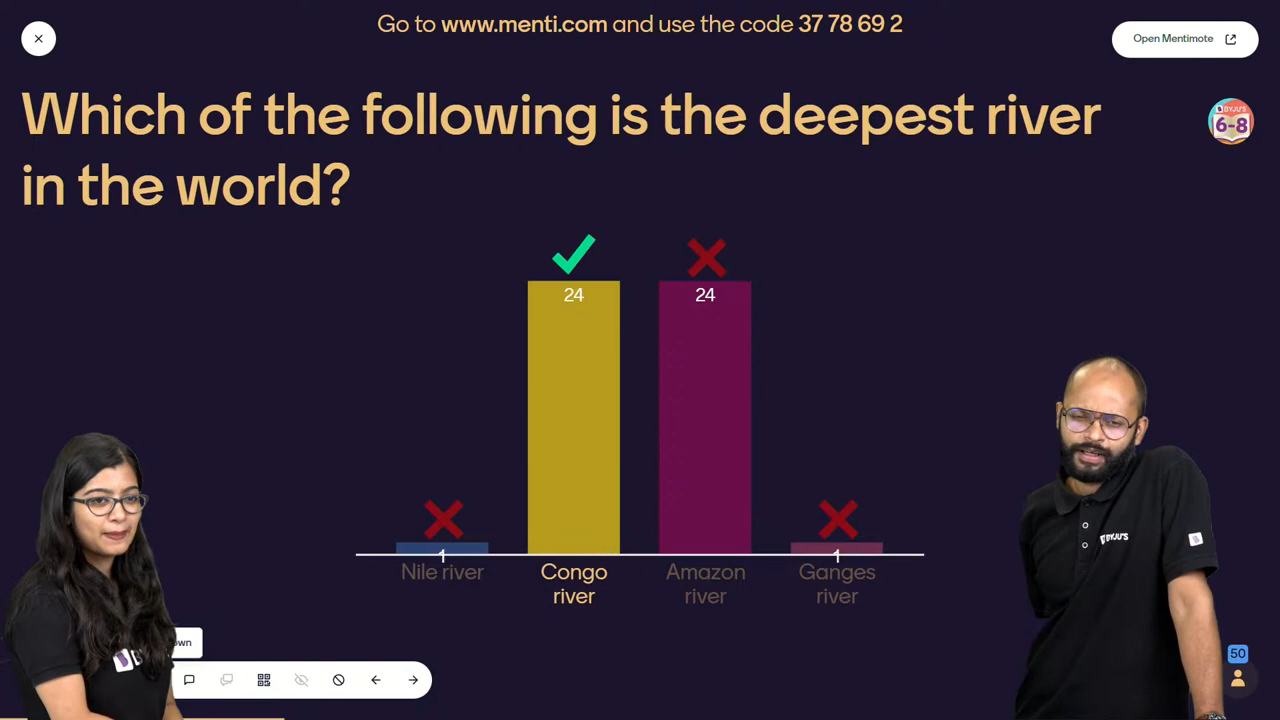 Go to www.menti.com and use the code 37 78 69 2
Open Mentimote
Which of the following is the deepest river
in the world?
BYJU'S
6-8
24
24
1
1
Nile river
Congo
river
Amazon
river
Ganges
river
BYJU'S
50